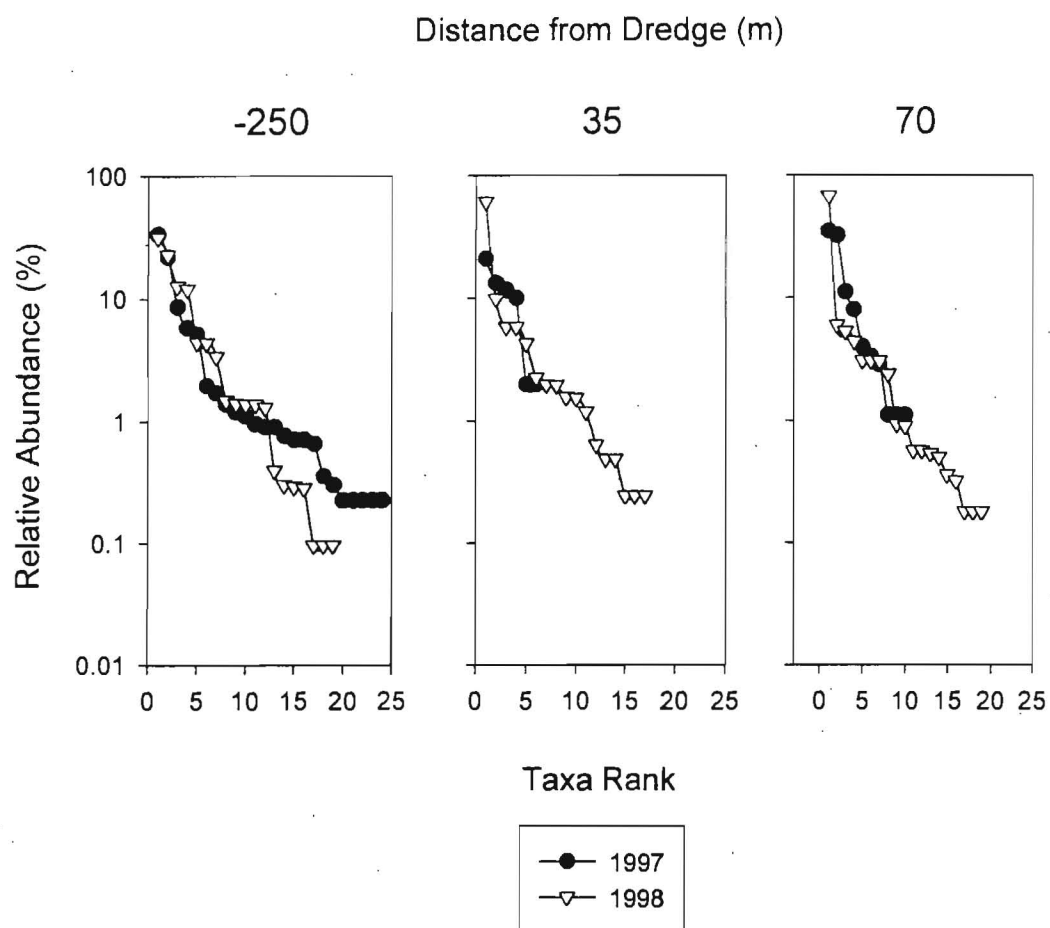 Distance from Dredge (m)
-250 35 70
Relative Abundance (%)
100
10
1
0.1
0.01
0 5 10 15 20 25 0 5 10 15 20 25 0 5 10 15 20 25
Taxa Rank
1997
1998